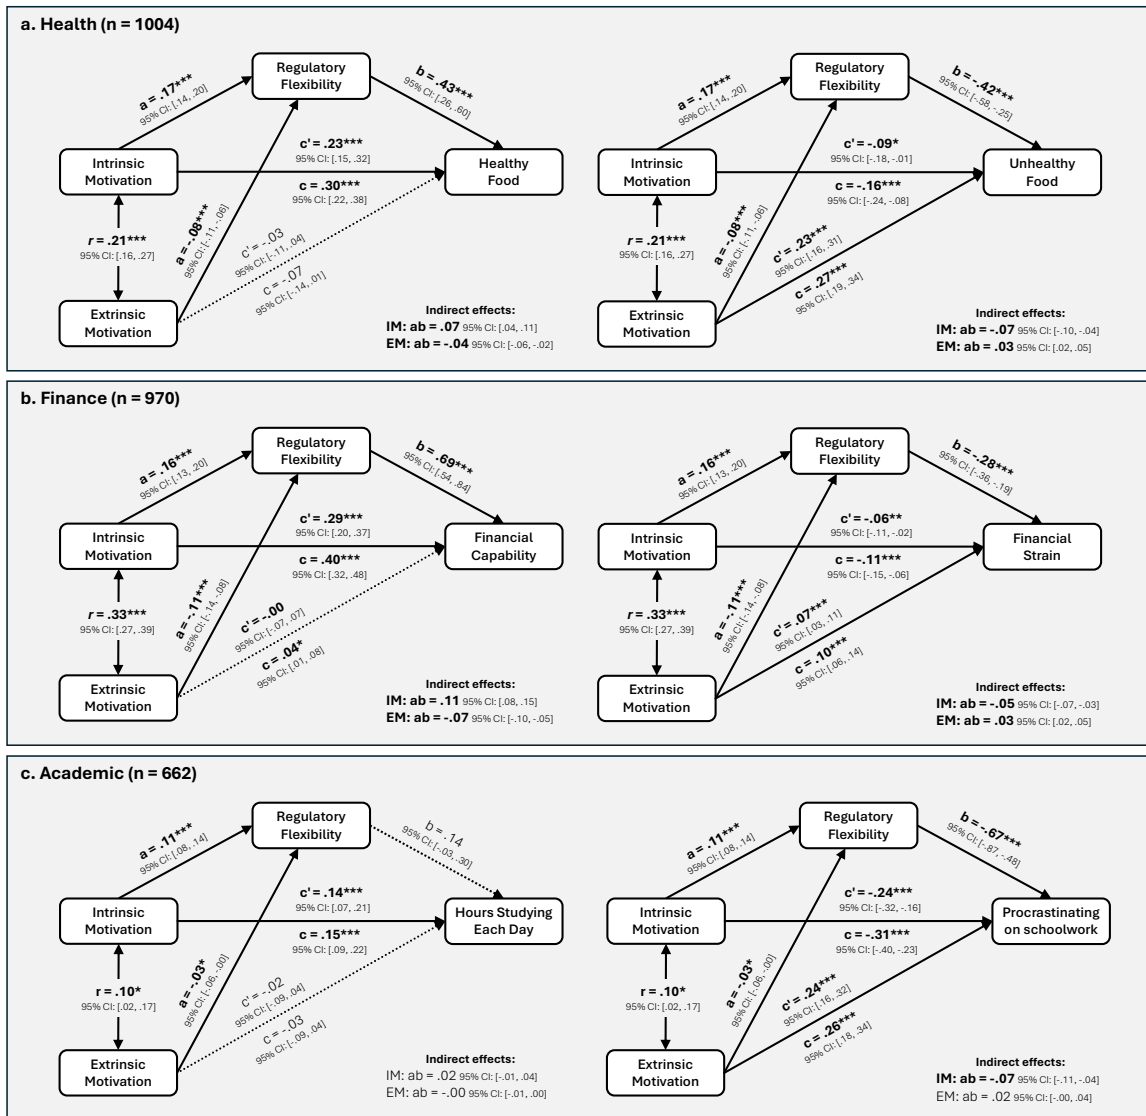 a. Health (n = 1004)
Regulatory
Flexibility
a = .17***
95% CI: [.14, .20]
b = .43***
95% CI: [.26, .60]
Intrinsic
Motivation
c' = .23***
95% CI: [.15, .32]
c = .30***
95% CI: [.22, .38]
Healthy
Food
r = .21***
95% CI: [.16, .27]
a = -.08***
95% CI: [-.11, -.06]
c' = -.03
95% CI: [-.11, .04]
c = -.07
95% CI: [-.14, .01]
Extrinsic
Motivation
Indirect effects:
IM: ab = .07 95% CI: [.04, .11]
EM: ab = -.04 95% CI: [-.06, -.02]
Regulatory
Flexibility
a = .17***
95% CI: [.14, .20]
b = -.42***
95% CI: [-.58, -.25]
Intrinsic
Motivation
c' = -.09*
95% CI: [-.18, -.01]
c = -.16***
95% CI: [-.24, -.08]
Unhealthy
Food
r = .21***
95% CI: [.16, .27]
a = -.08***
95% CI: [-.11, -.06]
c' = .23***
95% CI: [.16, .31]
c = .27***
95% CI: [.19, .34]
Extrinsic
Motivation
Indirect effects:
IM: ab = -.07 95% CI: [-.10, -.04]
EM: ab = .03 95% CI: [.02, .05]
b. Finance (n = 970)
Regulatory
Flexibility
a = .16***
95% CI: [.13, .20]
b = .69***
95% CI: [.54, .84]
Intrinsic
Motivation
c' = .29***
95% CI: [.20, .37]
c = .40***
95% CI: [.32, .48]
Financial
Capability
r = .33***
95% CI: [.27, .39]
a = -.11***
95% CI: [-.14, -.08]
c' = -.00
95% CI: [-.07, .07]
c = .04*
95% CI: [.01, .08]
Extrinsic
Motivation
Indirect effects:
IM: ab = .11 95% CI: [.08, .15]
EM: ab = -.07 95% CI: [-.10, -.05]
Regulatory
Flexibility
a = .16***
95% CI: [.13, .20]
b = -.28***
95% CI: [-.36, -.19]
Intrinsic
Motivation
c' = -.06**
95% CI: [-.11, -.02]
c = -.11***
95% CI: [-.15, -.06]
Financial
Strain
r = .33***
95% CI: [.27, .39]
a = -.11***
95% CI: [-.14, -.08]
c' = .07***
95% CI: [.03, .11]
c = .10***
95% CI: [.06, .14]
Extrinsic
Motivation
Indirect effects:
IM: ab = -.05 95% CI: [-.07, -.03]
EM: ab = .03 95% CI: [.02, .05]
c. Academic (n = 662)
Regulatory
Flexibility
a = .11***
95% CI: [.08, .14]
b = .14
95% CI: [-.03, .30]
Intrinsic
Motivation
c' = .14***
95% CI: [.07, .21]
c = .15***
95% CI: [.09, .22]
Hours Studying
Each Day
r = .10*
95% CI: [.02, .17]
a = -.03*
95% CI: [-.06, -.00]
c' = -.02
95% CI: [-.09, .04]
c = -.03
95% CI: [-.09, .04]
Extrinsic
Motivation
Indirect effects:
IM: ab = .02 95% CI: [-.01, .04]
EM: ab = -.00 95% CI: [-.01, .00]
Regulatory
Flexibility
a = .11***
95% CI: [.08, .14]
b = -.67***
95% CI: [-.87, -.48]
Intrinsic
Motivation
c' = -.24***
95% CI: [-.32, -.16]
c = -.31***
95% CI: [-.40, -.23]
Procrastinating
on schoolwork
r = .10*
95% CI: [.02, .17]
a = -.03*
95% CI: [-.06, -.00]
c' = .24***
95% CI: [.16, .32]
c = .26***
95% CI: [.18, .34]
Extrinsic
Motivation
Indirect effects:
IM: ab = -.07 95% CI: [-.11, -.04]
EM: ab = .02 95% CI: [-.00, .04]